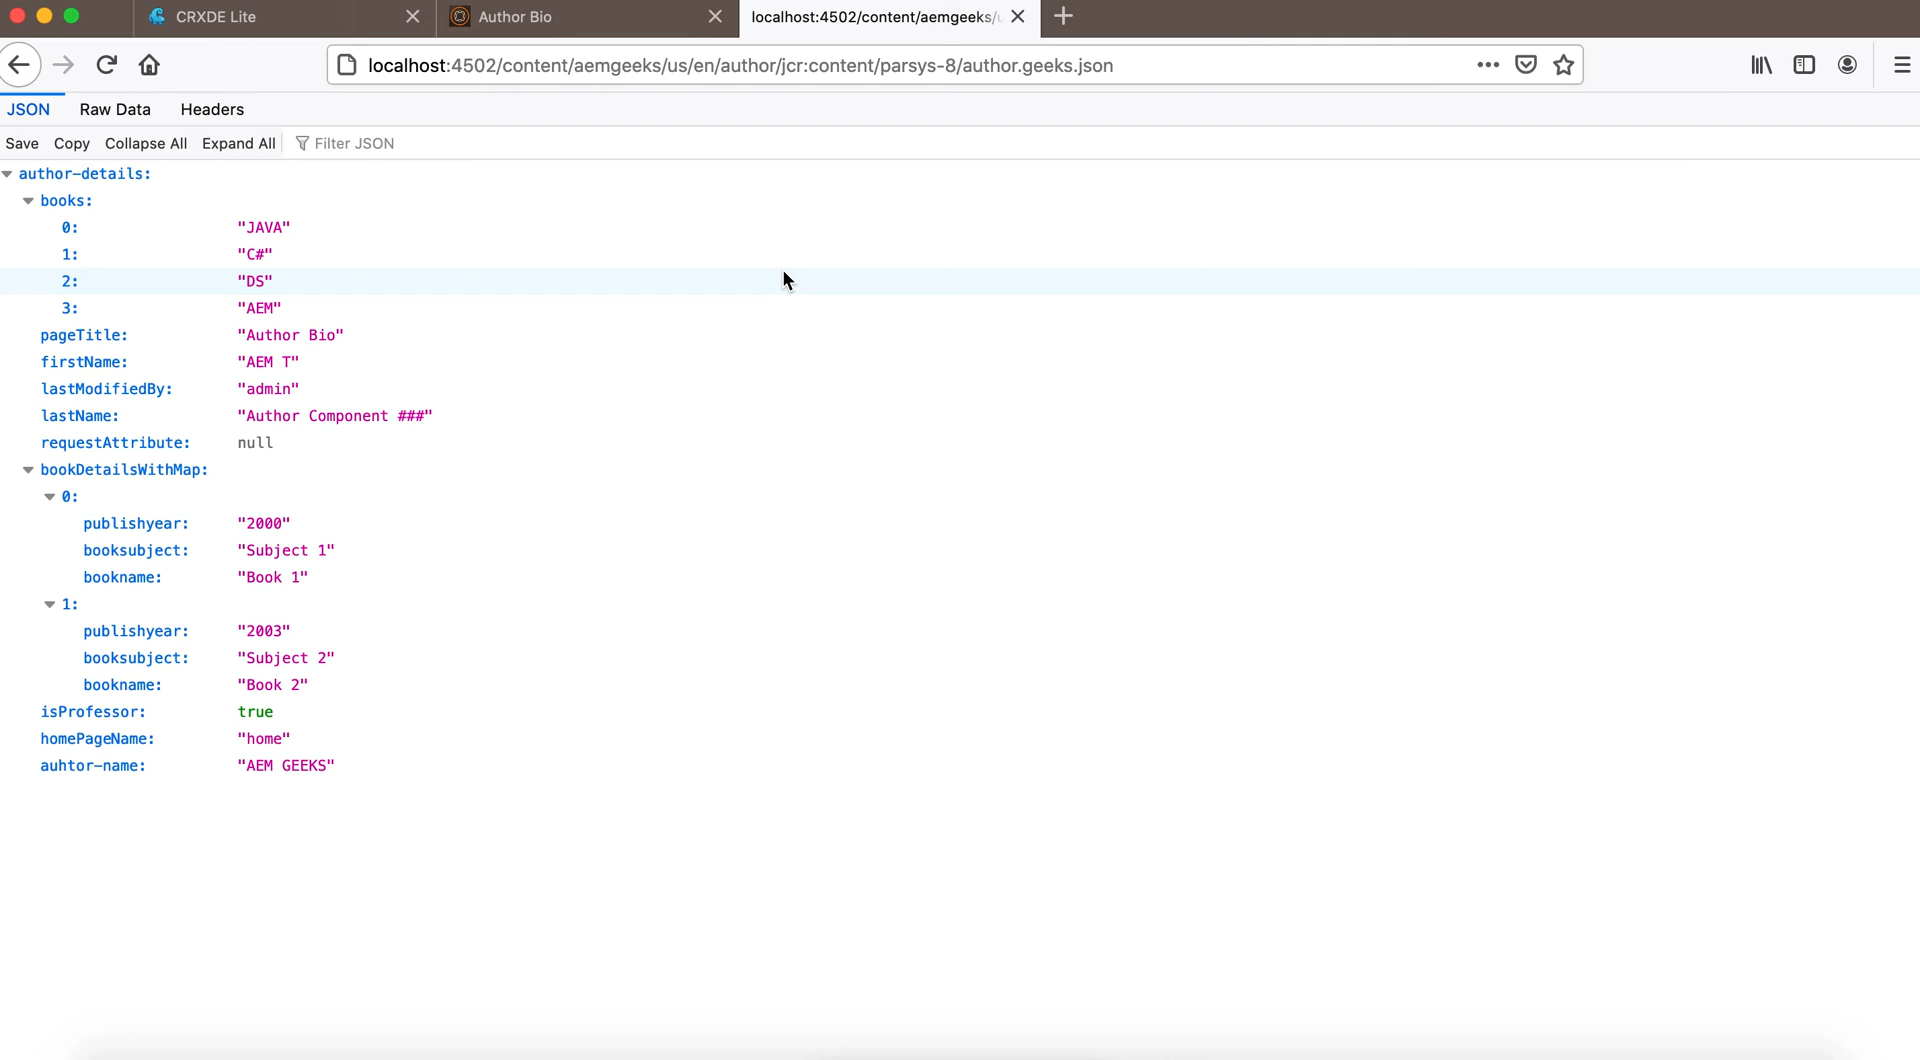 CRXDE Lite
Author Bio
localhost:4502/content/aemgeeks/u
localhost:4502/content/aemgeeks/us/en/author/jcr:content/parsys-8/author.geeks.json
JSON Raw Data Headers
Save Copy Collapse All Expand All Filter JSON
author-details:
books:
0: "JAVA"
1: "C#"
2: "DS"
3: "AEM"
pageTitle: "Author Bio"
firstName: "AEM T"
lastModifiedBy: "admin"
lastName: "Author Component ###"
requestAttribute: null
bookDetailsWithMap:
0:
publishyear: "2000"
booksubject: "Subject 1"
bookname: "Book 1"
1:
publishyear: "2003"
booksubject: "Subject 2"
bookname: "Book 2"
isProfessor: true
homePageName: "home"
auhtor-name: "AEM GEEKS"